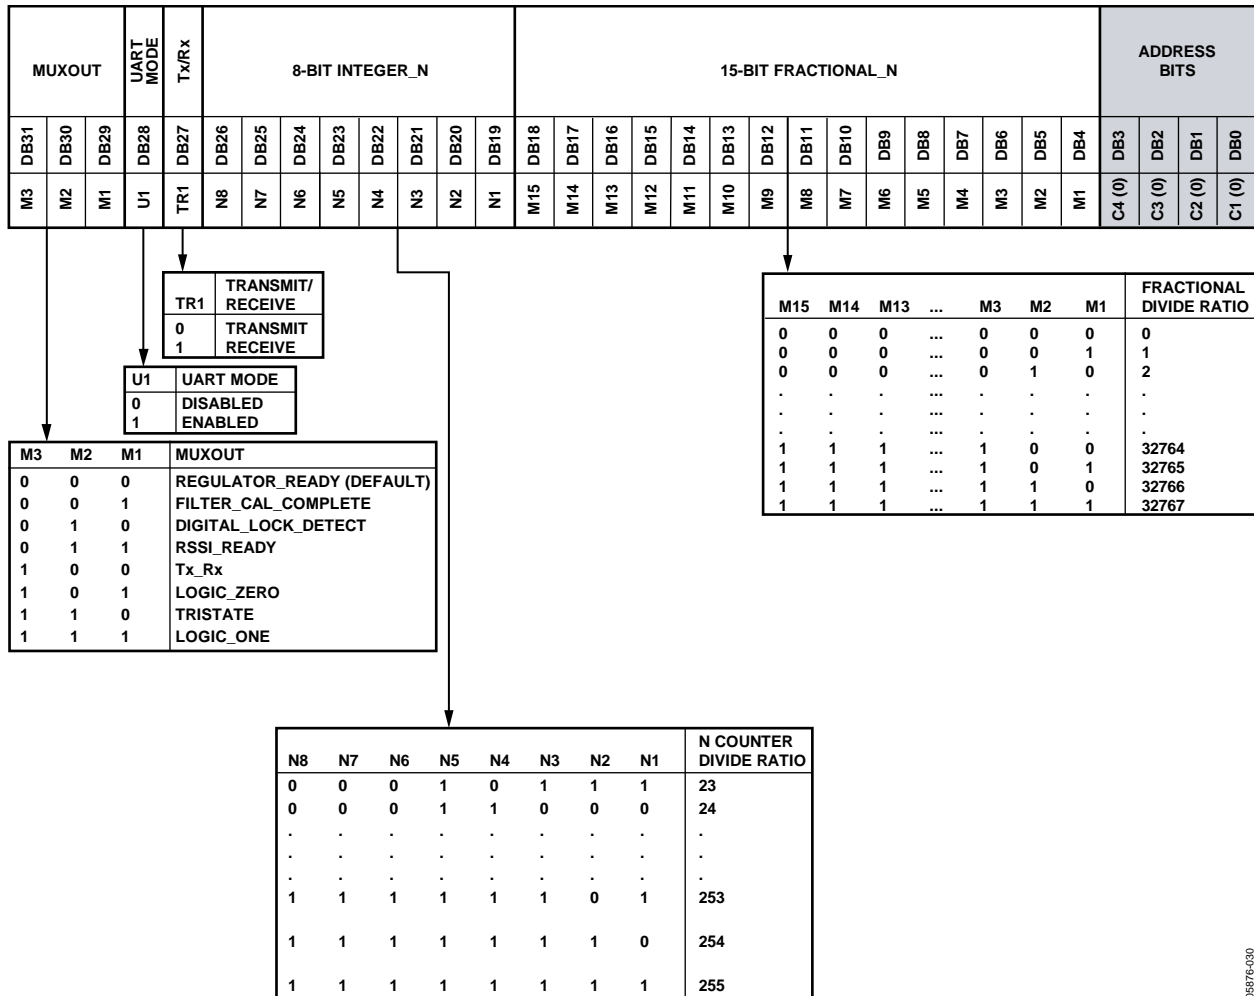 MUXOUT UART MODE Tx/Rx 8-BIT INTEGER_N 15-BIT FRACTIONAL_N ADDRESS BITS
DB31 DB30 DB29 DB28 DB27 DB26 DB25 DB24 DB23 DB22 DB21 DB20 DB19 DB18 DB17 DB16 DB15 DB14 DB13 DB12 DB11 DB10 DB9 DB8 DB7 DB6 DB5 DB4 DB3 DB2 DB1 DB0
M3 M2 M1 U1 TR1 N8 N7 N6 N5 N4 N3 N2 N1 M15 M14 M13 M12 M11 M10 M9 M8 M7 M6 M5 M4 M3 M2 M1 C4 (0) C3 (0) C2 (0) C1 (0)
TR1 TRANSMIT/ RECEIVE
0 TRANSMIT
1 RECEIVE
U1 UART MODE
0 DISABLED
1 ENABLED
M3 M2 M1 MUXOUT
0 0 0 REGULATOR_READY (DEFAULT)
0 0 1 FILTER_CAL_COMPLETE
0 1 0 DIGITAL_LOCK_DETECT
0 1 1 RSSI_READY
1 0 0 Tx_Rx
1 0 1 LOGIC_ZERO
1 1 0 TRISTATE
1 1 1 LOGIC_ONE
M15 M14 M13 ... M3 M2 M1 FRACTIONAL DIVIDE RATIO
0 0 0 ... 0 0 0 0
0 0 0 ... 0 0 1 1
0 0 0 ... 0 1 0 2
. . . ... . . . .
. . . ... . . . .
. . . ... . . . .
1 1 1 ... 1 0 0 32764
1 1 1 ... 1 0 1 32765
1 1 1 ... 1 1 0 32766
1 1 1 ... 1 1 1 32767
N8 N7 N6 N5 N4 N3 N2 N1 N COUNTER DIVIDE RATIO
0 0 0 1 0 1 1 1 23
0 0 0 1 1 0 0 0 24
. . . . . . . . .
. . . . . . . . .
. . . . . . . . .
1 1 1 1 1 1 0 1 253
1 1 1 1 1 1 1 0 254
1 1 1 1 1 1 1 1 255
05876-030